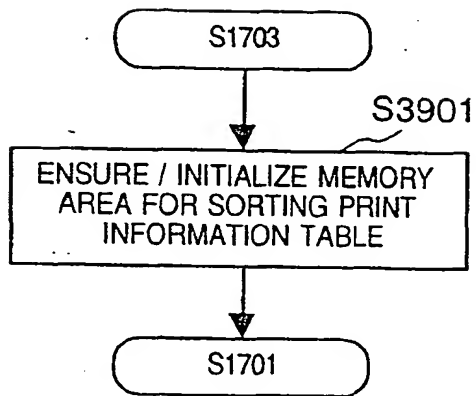 S1703
S3901
ENSURE / INITIALIZE MEMORY
AREA FOR SORTING PRINT
INFORMATION TABLE
S1701